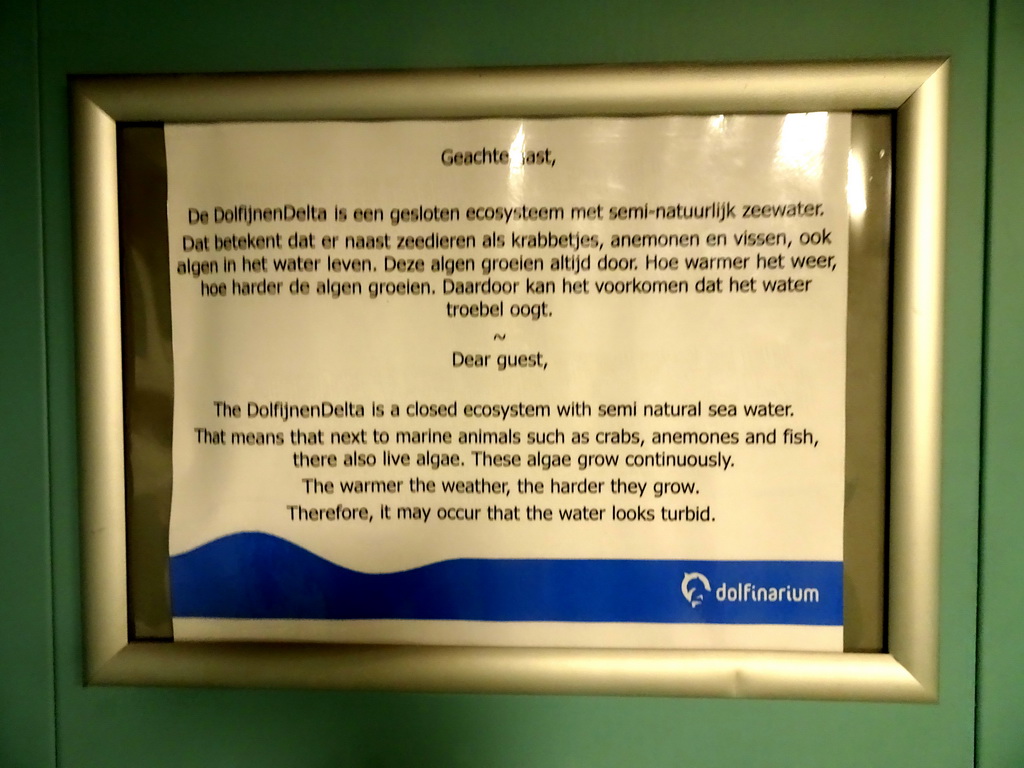 Geachte gast,
De DolfijnenDelta is een gesloten ecosysteem met semi-natuurlijk zeewater.
Dat betekent dat er naast zeedieren als krabbetjes, anemonen en vissen, ook
algen in het water leven. Deze algen groeien altijd door. Hoe warmer het weer,
hoe harder de algen groeien. Daardoor kan het voorkomen dat het water
troebel oogt.
~
Dear guest,
The DolfijnenDelta is a closed ecosystem with semi natural sea water.
That means that next to marine animals such as crabs, anemones and fish,
there also live algae. These algae grow continuously.
The warmer the weather, the harder they grow.
Therefore, it may occur that the water looks turbid.
dolfinarium